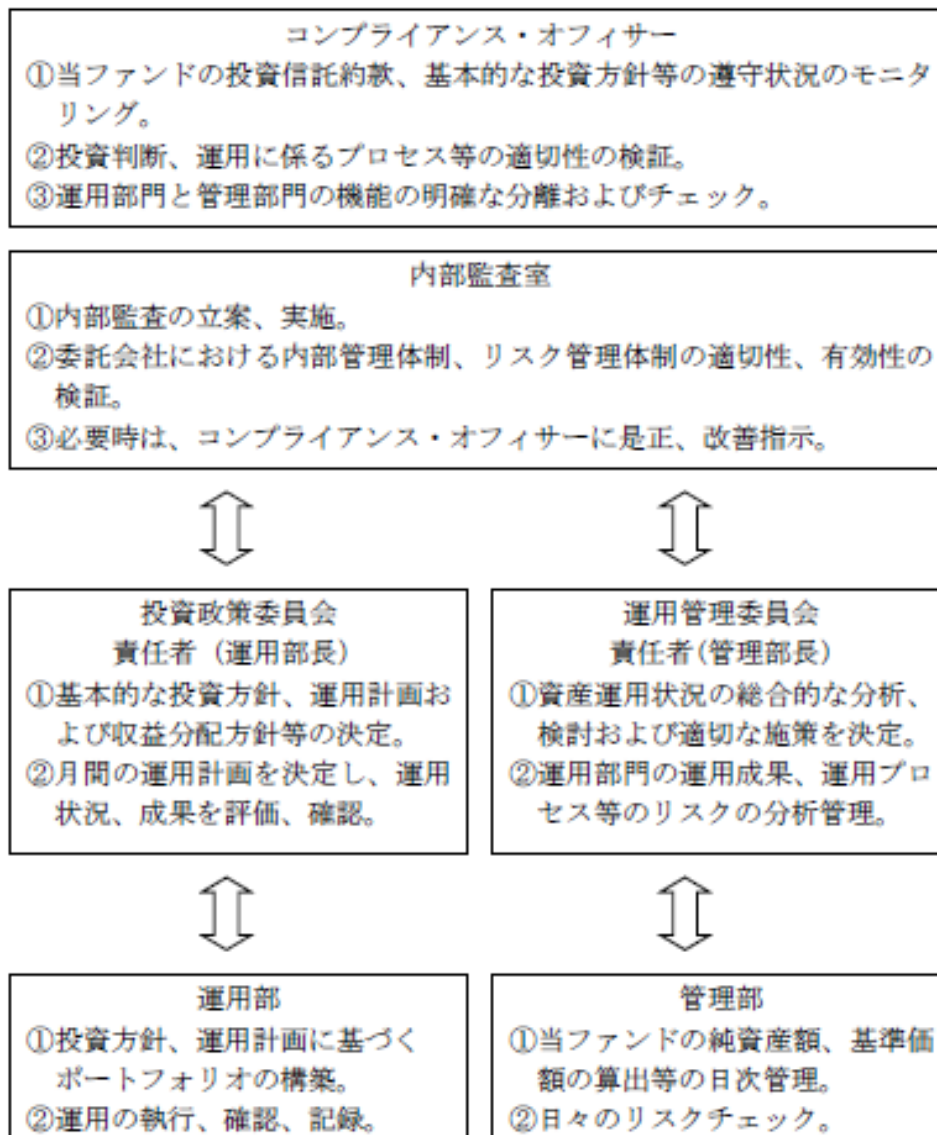 コンプライアンス・オフィサー
①当ファンドの投資信託約款、基本的な投資方針等の遵守状況のモニタ
リング。
②投資判断、運用に係るプロセス等の適切性の検証。
③運用部門と管理部門の機能の明確な分離およびチェック。
内部監査室
①内部監査の立案、実施。
②委託会社における内部管理体制、リスク管理体制の適切性、有効性の
検証。
③必要時は、コンプライアンス・オフィサーに是正、改善指示。
投資政策委員会
責任者（運用部長）
①基本的な投資方針、運用計画お
よび収益分配方針等の決定。
②月間の運用計画を決定し、運用
状況、成果を評価、確認。
運用管理委員会
責任者(管理部長）
①資産運用状況の総合的な分析、
検討および適切な施策を決定。
②運用部門の運用成果、運用プロ
セス等のリスクの分析管理。
運用部
①投資方針、運用計画に基づく
ポートフォリオの構築。
②運用の執行、確認、記録。
管理部
①当ファンドの純資産額、基準価
額の算出等の日次管理。
②日々のリスクチェック。